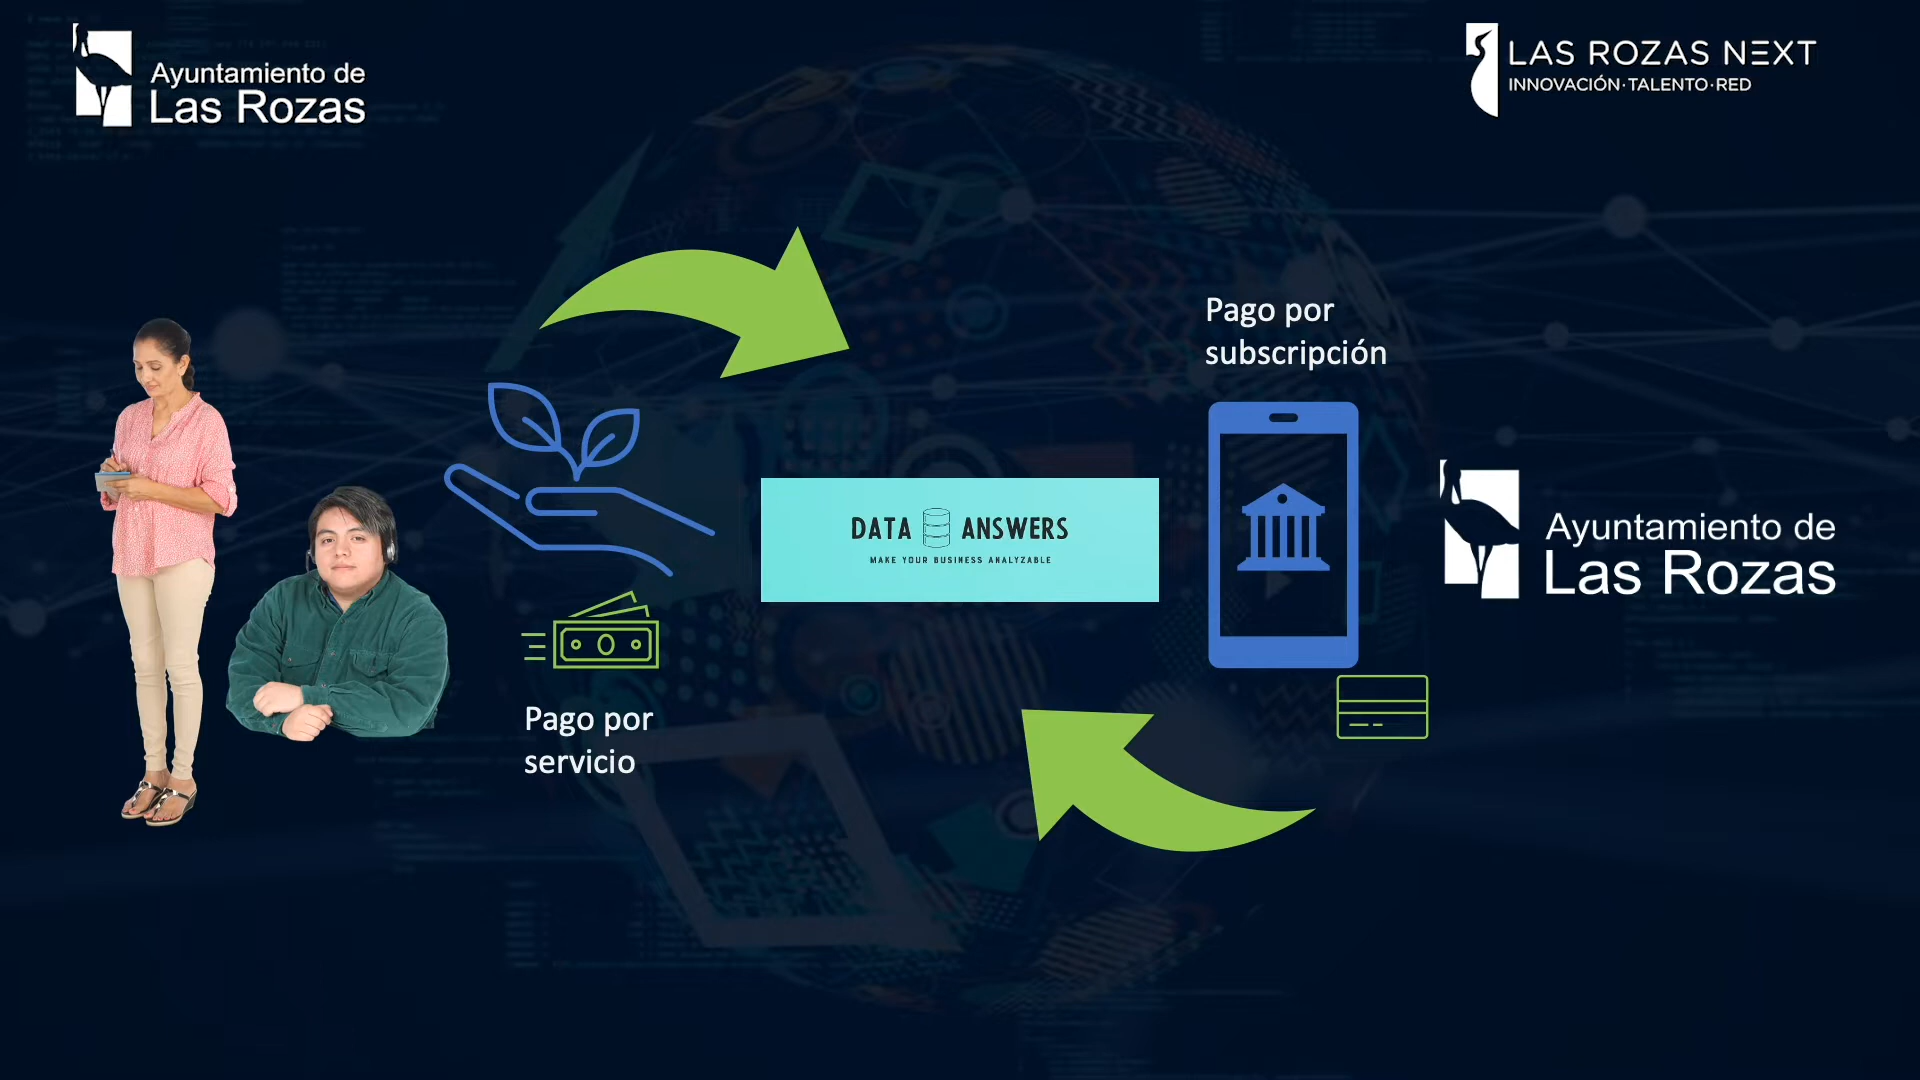 Ayuntamiento de
Las Rozas
LAS ROZAS NEXT
INNOVACIÓN·TALENTO·RED
Pago por
subscripción
DATA ANSWERS
MAKE YOUR BUSINESS ANALYZABLE
Ayuntamiento de
Las Rozas
Pago por
servicio